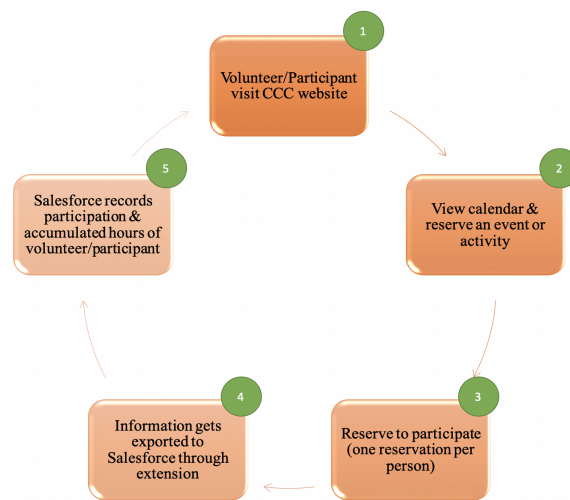 1
Volunteer/Participant
visit CCC website
2
View calendar &
reserve an event or
activity
3
Reserve to participate
(one reservation per
person)
4
Information gets
exported to
Salesforce through
extension
5
Salesforce records
participation &
accumulated hours of
volunteer/participant